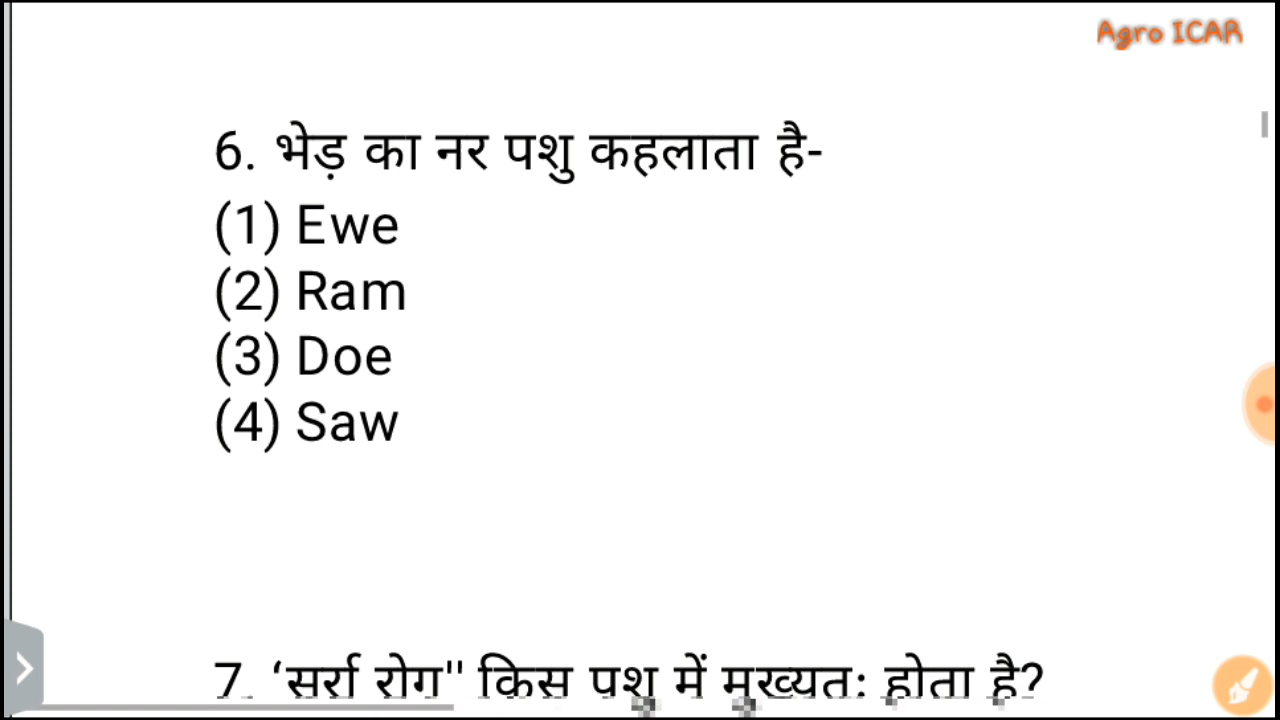 Agro ICAR
6. भेड़ का नर पशु कहलाता है-
(1) Ewe
(2) Ram
(3) Doe
(4) Saw
7. ‘सर्रा रोग" किस पशु में मुख्यतः होता है?